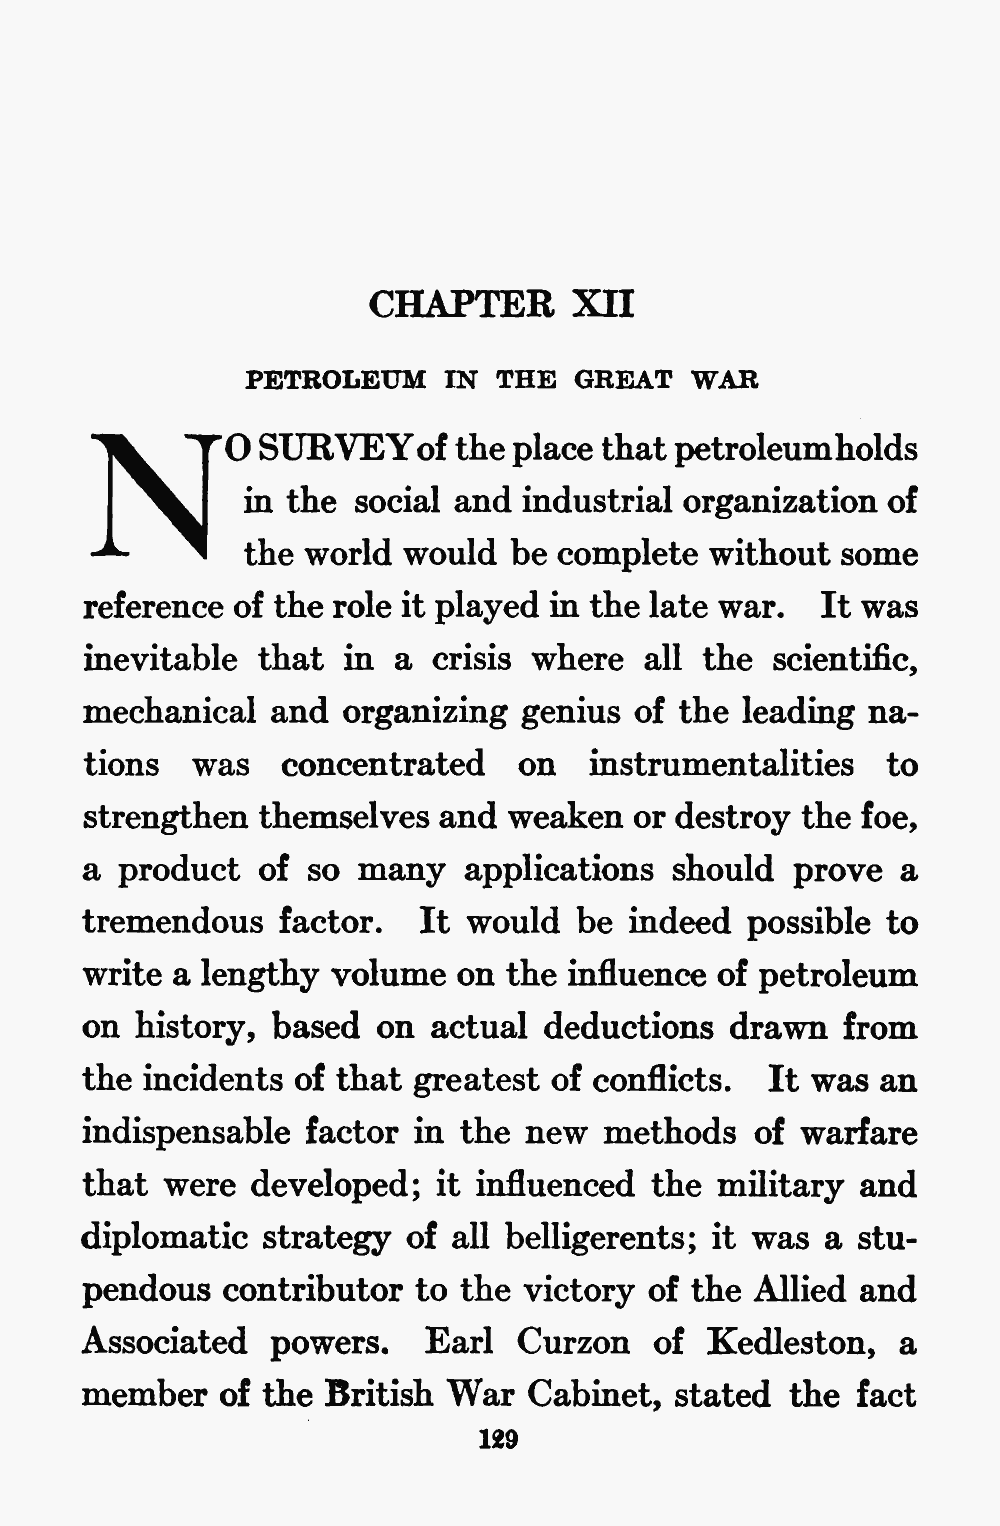 CHAPTER XII
PETROLEUM IN THE GREAT WAR
NO SURVEY of the place that petroleum holds
in the social and industrial organization of
the world would be complete without some
reference of the role it played in the late war. It was
inevitable that in a crisis where all the scientific,
mechanical and organizing genius of the leading na-
tions was concentrated on instrumentalities to
strengthen themselves and weaken or destroy the foe,
a product of so many applications should prove a
tremendous factor. It would be indeed possible to
write a lengthy volume on the influence of petroleum
on history, based on actual deductions drawn from
the incidents of that greatest of conflicts. It was an
indispensable factor in the new methods of warfare
that were developed; it influenced the military and
diplomatic strategy of all belligerents; it was a stu-
pendous contributor to the victory of the Allied and
Associated powers. Earl Curzon of Kedleston, a
member of the British War Cabinet, stated the fact
129